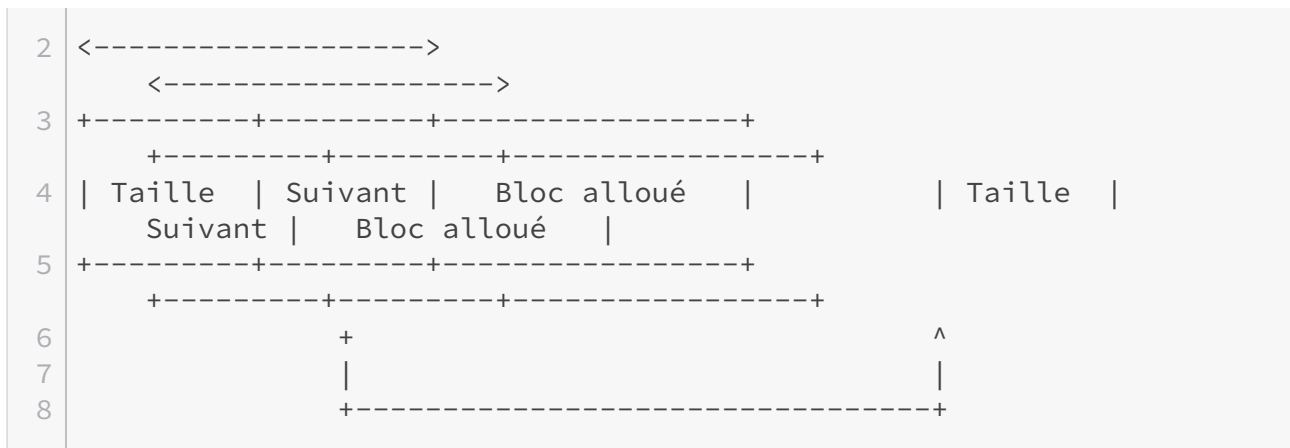 2 <------------------->
<------------------->
3 +---------+---------+-----------------+
+---------+---------+-----------------+
4 | Taille  | Suivant |   Bloc alloué   |          | Taille  |
Suivant |   Bloc alloué   |
5 +---------+---------+-----------------+
+---------+---------+-----------------+
6                +                                 ^
7                |                                 |
8                +---------------------------------+